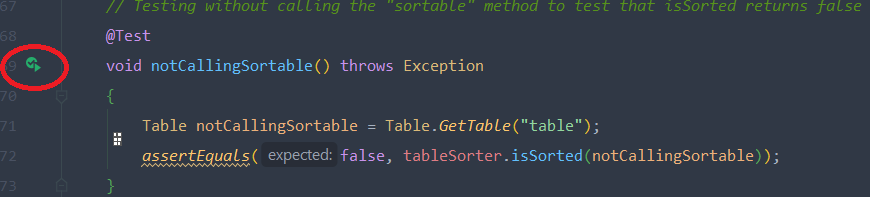 67 // Testing without calling the "sortable" method to test that isSorted returns false
68 @Test
void notCallingSortable() throws Exception
70 {
71 Table notCallingSortable = Table.GetTable("table");
72 assertEquals( expected: false, tableSorter.isSorted(notCallingSortable));
73 }